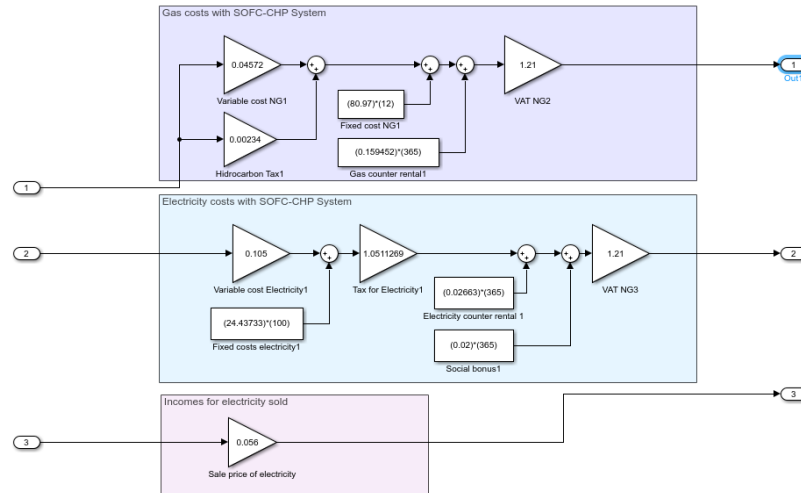 Gas costs with SOFC-CHP System
0.04572
Variable cost NG1
+
+
+
+
+
+
1.21
VAT NG2
1
Out1
(80.97)*(12)
Fixed cost NG1
0.00234
Hidrocarbon Tax1
(0.159452)*(365)
Gas counter rental1
1
Electricity costs with SOFC-CHP System
2
0.105
Variable cost Electricity1
+
+
1.0511269
Tax for Electricity1
+
+
+
+
1.21
VAT NG3
2
(24.43733)*(100)
Fixed costs electricity1
(0.02663)*(365)
Electricity counter rental 1
(0.02)*(365)
Social bonus1
3
Incomes for electricity sold
3
0.056
Sale price of electricity